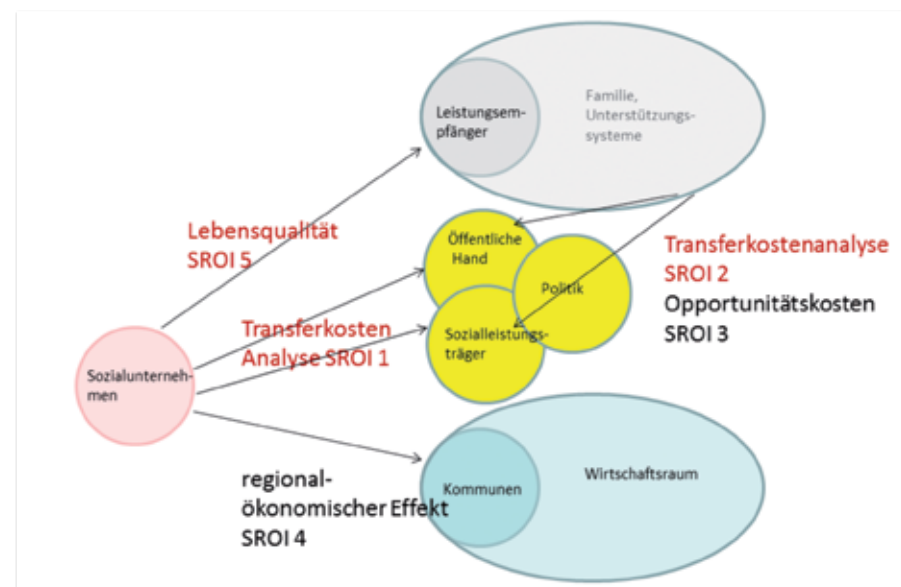 Leistungsem-
pfänger
Familie,
Unterstützungs-
systeme
Lebensqualität
SROI 5
Öffentliche
Hand
Politik
Transferkostenanalyse
SROI 2
Opportunitätskosten
SROI 3
Transferkosten
Analyse SROI 1
Sozialleistungs-
träger
Sozialunterneh-
men
regional-
ökonomischer Effekt
SROI 4
Kommunen
Wirtschaftsraum